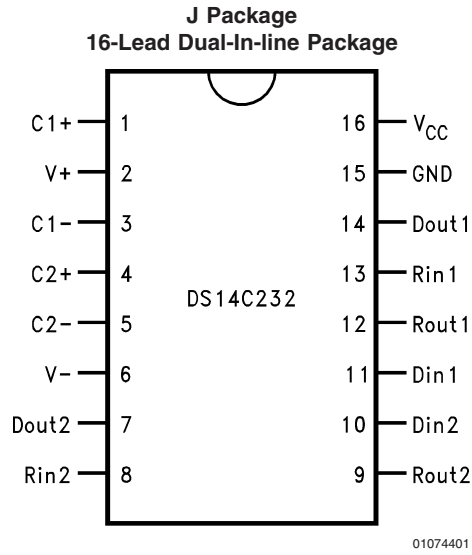 J Package
16-Lead Dual-In-line Package
C1+ 1 16 VCC
V+ 2 15 GND
C1- 3 14 Dout1
C2+ 4 13 Rin1
DS14C232
C2- 5 12 Rout1
V- 6 11 Din1
Dout2 7 10 Din2
Rin2 8 9 Rout2
01074401